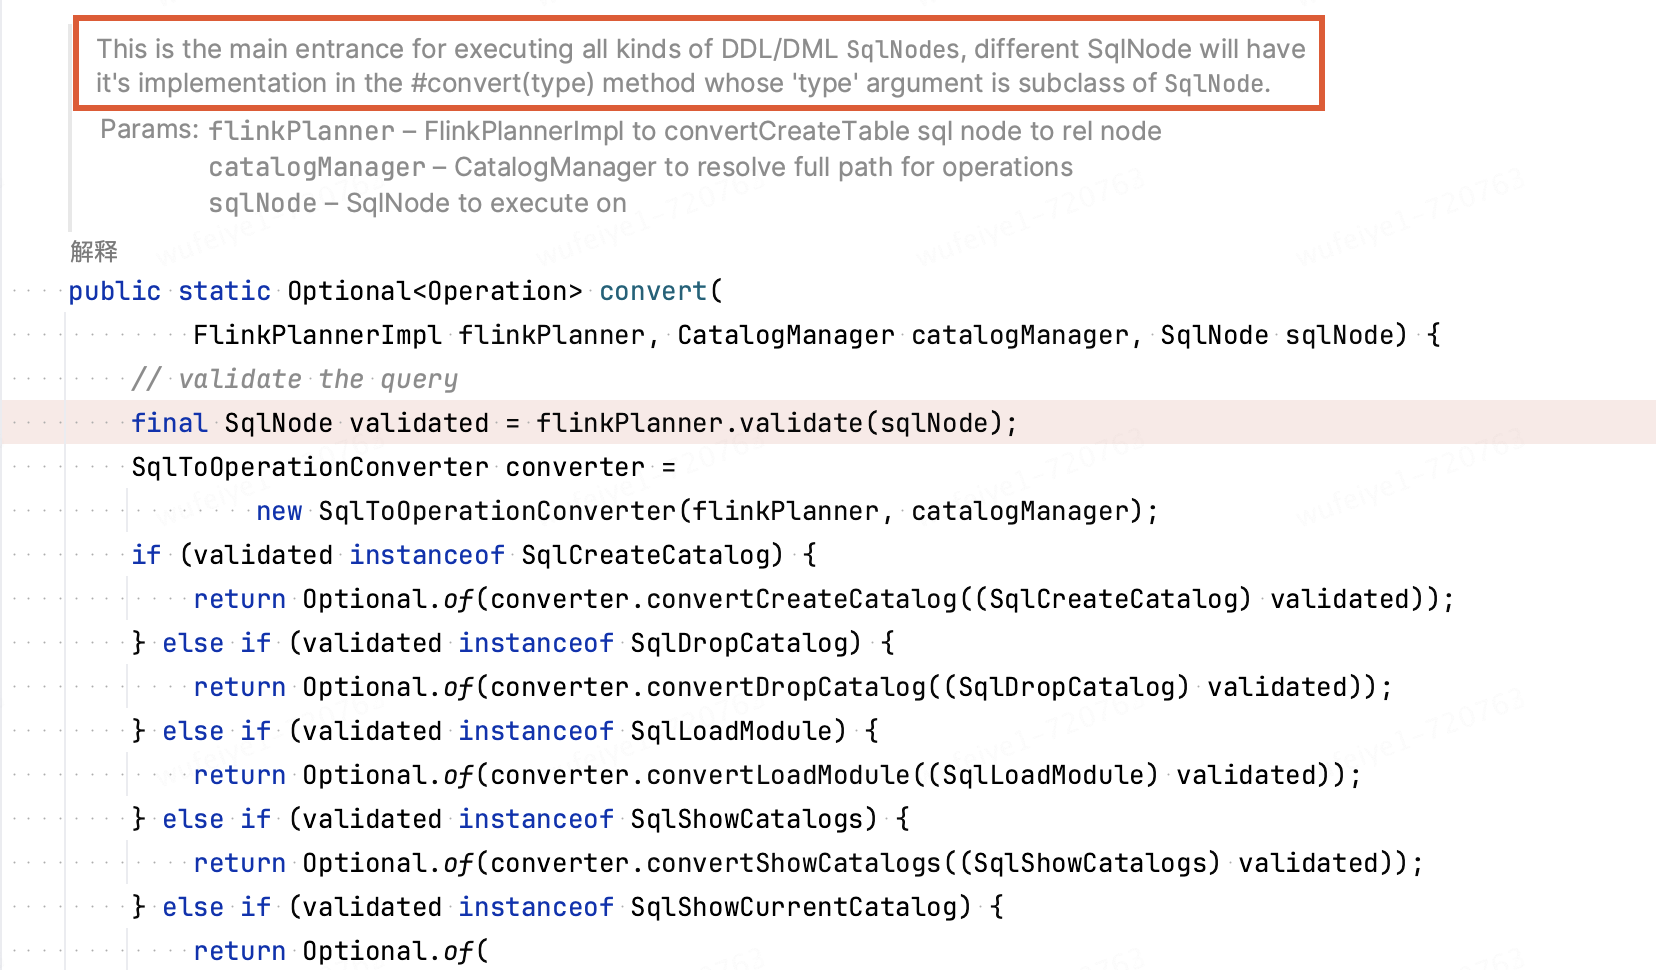 This is the main entrance for executing all kinds of DDL/DML SqlNodes, different SqlNode will have
it's implementation in the #convert(type) method whose 'type' argument is subclass of SqlNode.
Params: flinkPlanner – FlinkPlannerImpl to convertCreateTable sql node to rel node
catalogManager – CatalogManager to resolve full path for operations
sqlNode – SqlNode to execute on
解释
public static Optional<Operation> convert(
FlinkPlannerImpl flinkPlanner, CatalogManager catalogManager, SqlNode sqlNode) {
// validate the query
final SqlNode validated = flinkPlanner.validate(sqlNode);
SqlToOperationConverter converter =
new SqlToOperationConverter(flinkPlanner, catalogManager);
if (validated instanceof SqlCreateCatalog) {
return Optional.of(converter.convertCreateCatalog((SqlCreateCatalog) validated));
} else if (validated instanceof SqlDropCatalog) {
return Optional.of(converter.convertDropCatalog((SqlDropCatalog) validated));
} else if (validated instanceof SqlLoadModule) {
return Optional.of(converter.convertLoadModule((SqlLoadModule) validated));
} else if (validated instanceof SqlShowCatalogs) {
return Optional.of(converter.convertShowCatalogs((SqlShowCatalogs) validated));
} else if (validated instanceof SqlShowCurrentCatalog) {
return Optional.of(
wufeiye1-720763